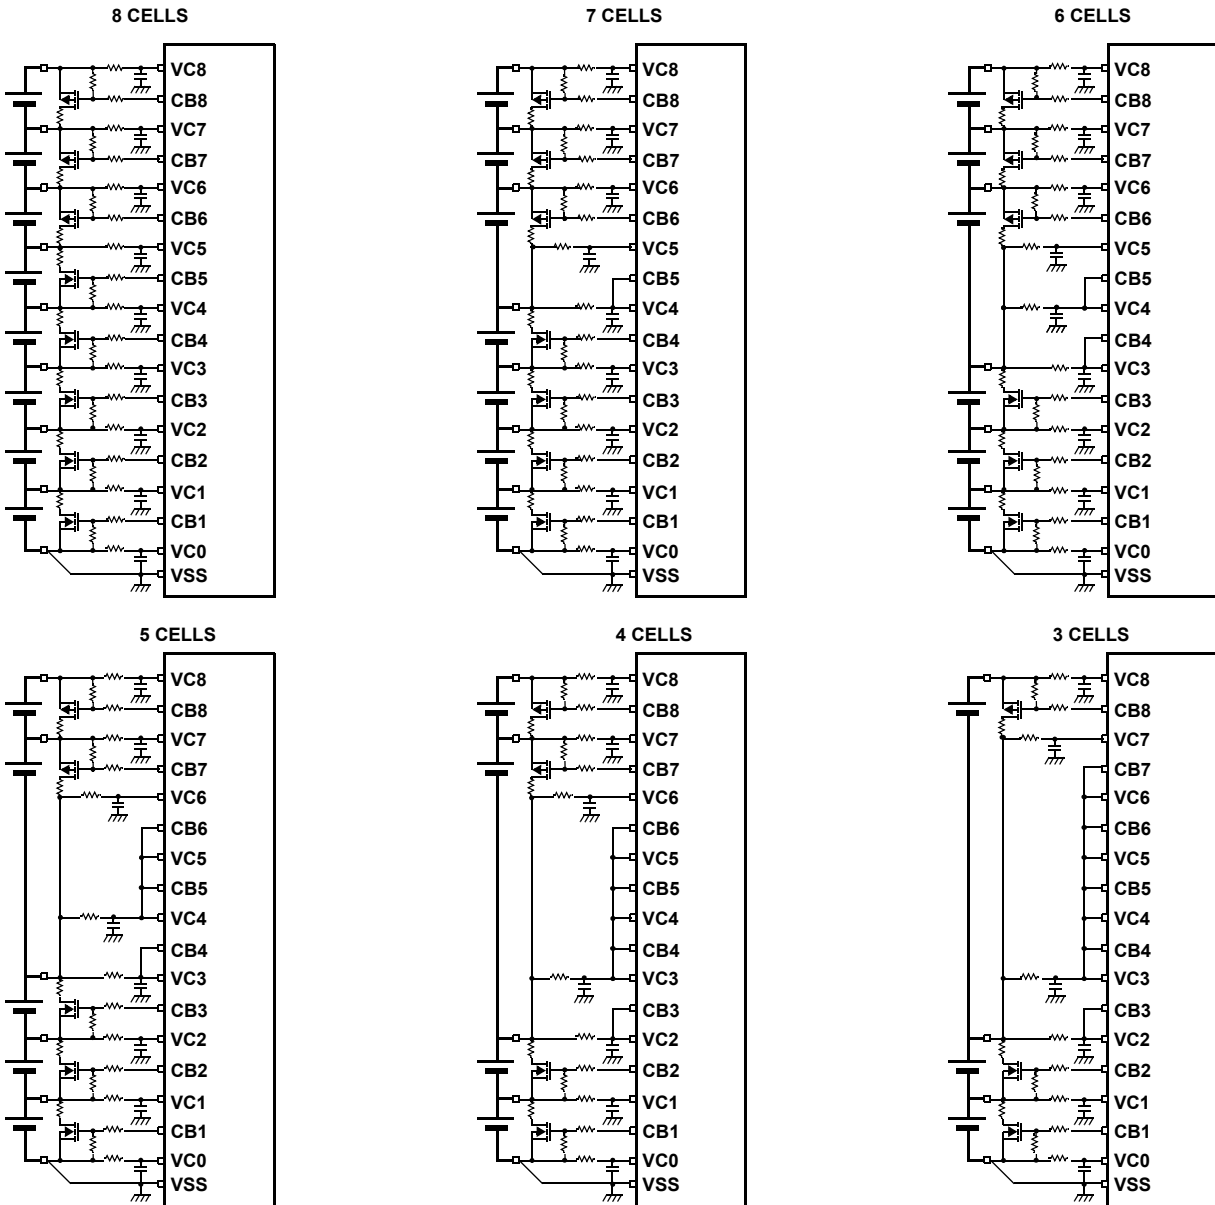 8 CELLS
VC8
CB8
VC7
CB7
VC6
CB6
VC5
CB5
VC4
CB4
VC3
CB3
VC2
CB2
VC1
CB1
VC0
VSS
7 CELLS
VC8
CB8
VC7
CB7
VC6
CB6
VC5
CB5
VC4
CB4
VC3
CB3
VC2
CB2
VC1
CB1
VC0
VSS
6 CELLS
VC8
CB8
VC7
CB7
VC6
CB6
VC5
CB5
VC4
CB4
VC3
CB3
VC2
CB2
VC1
CB1
VC0
VSS
5 CELLS
VC8
CB8
VC7
CB7
VC6
CB6
VC5
CB5
VC4
CB4
VC3
CB3
VC2
CB2
VC1
CB1
VC0
VSS
4 CELLS
VC8
CB8
VC7
CB7
VC6
CB6
VC5
CB5
VC4
CB4
VC3
CB3
VC2
CB2
VC1
CB1
VC0
VSS
3 CELLS
VC8
CB8
VC7
CB7
VC6
CB6
VC5
CB5
VC4
CB4
VC3
CB3
VC2
CB2
VC1
CB1
VC0
VSS